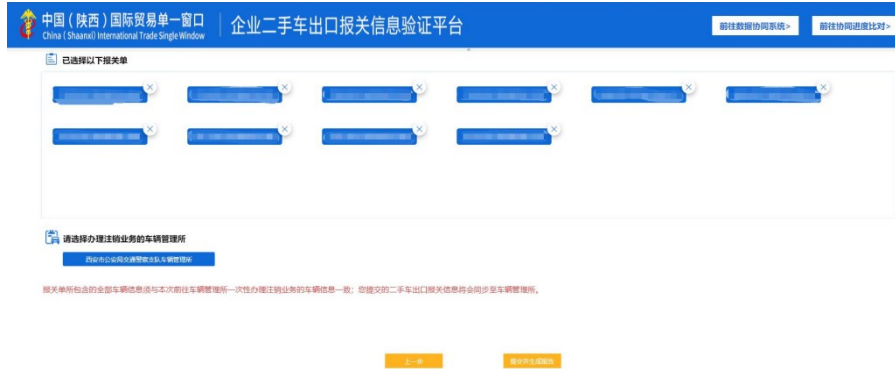 中国（陕西）国际贸易单一窗口 企业二手车出口报关信息验证平台 前往数据协同系统> 前往协同进度比对>
China ( Shaanxi) International Trade Single Window
已选择以下报关单
请选择办理注销业务的车辆管理所
西安市公安局交通警察支队车辆管理所
报关单所包含的全部车辆信息须与本次前往车辆管理所一次性办理注销业务的车辆信息一致；您提交的二手车出口报关信息将会同步至车辆管理所。
上一步 提交并生成报告